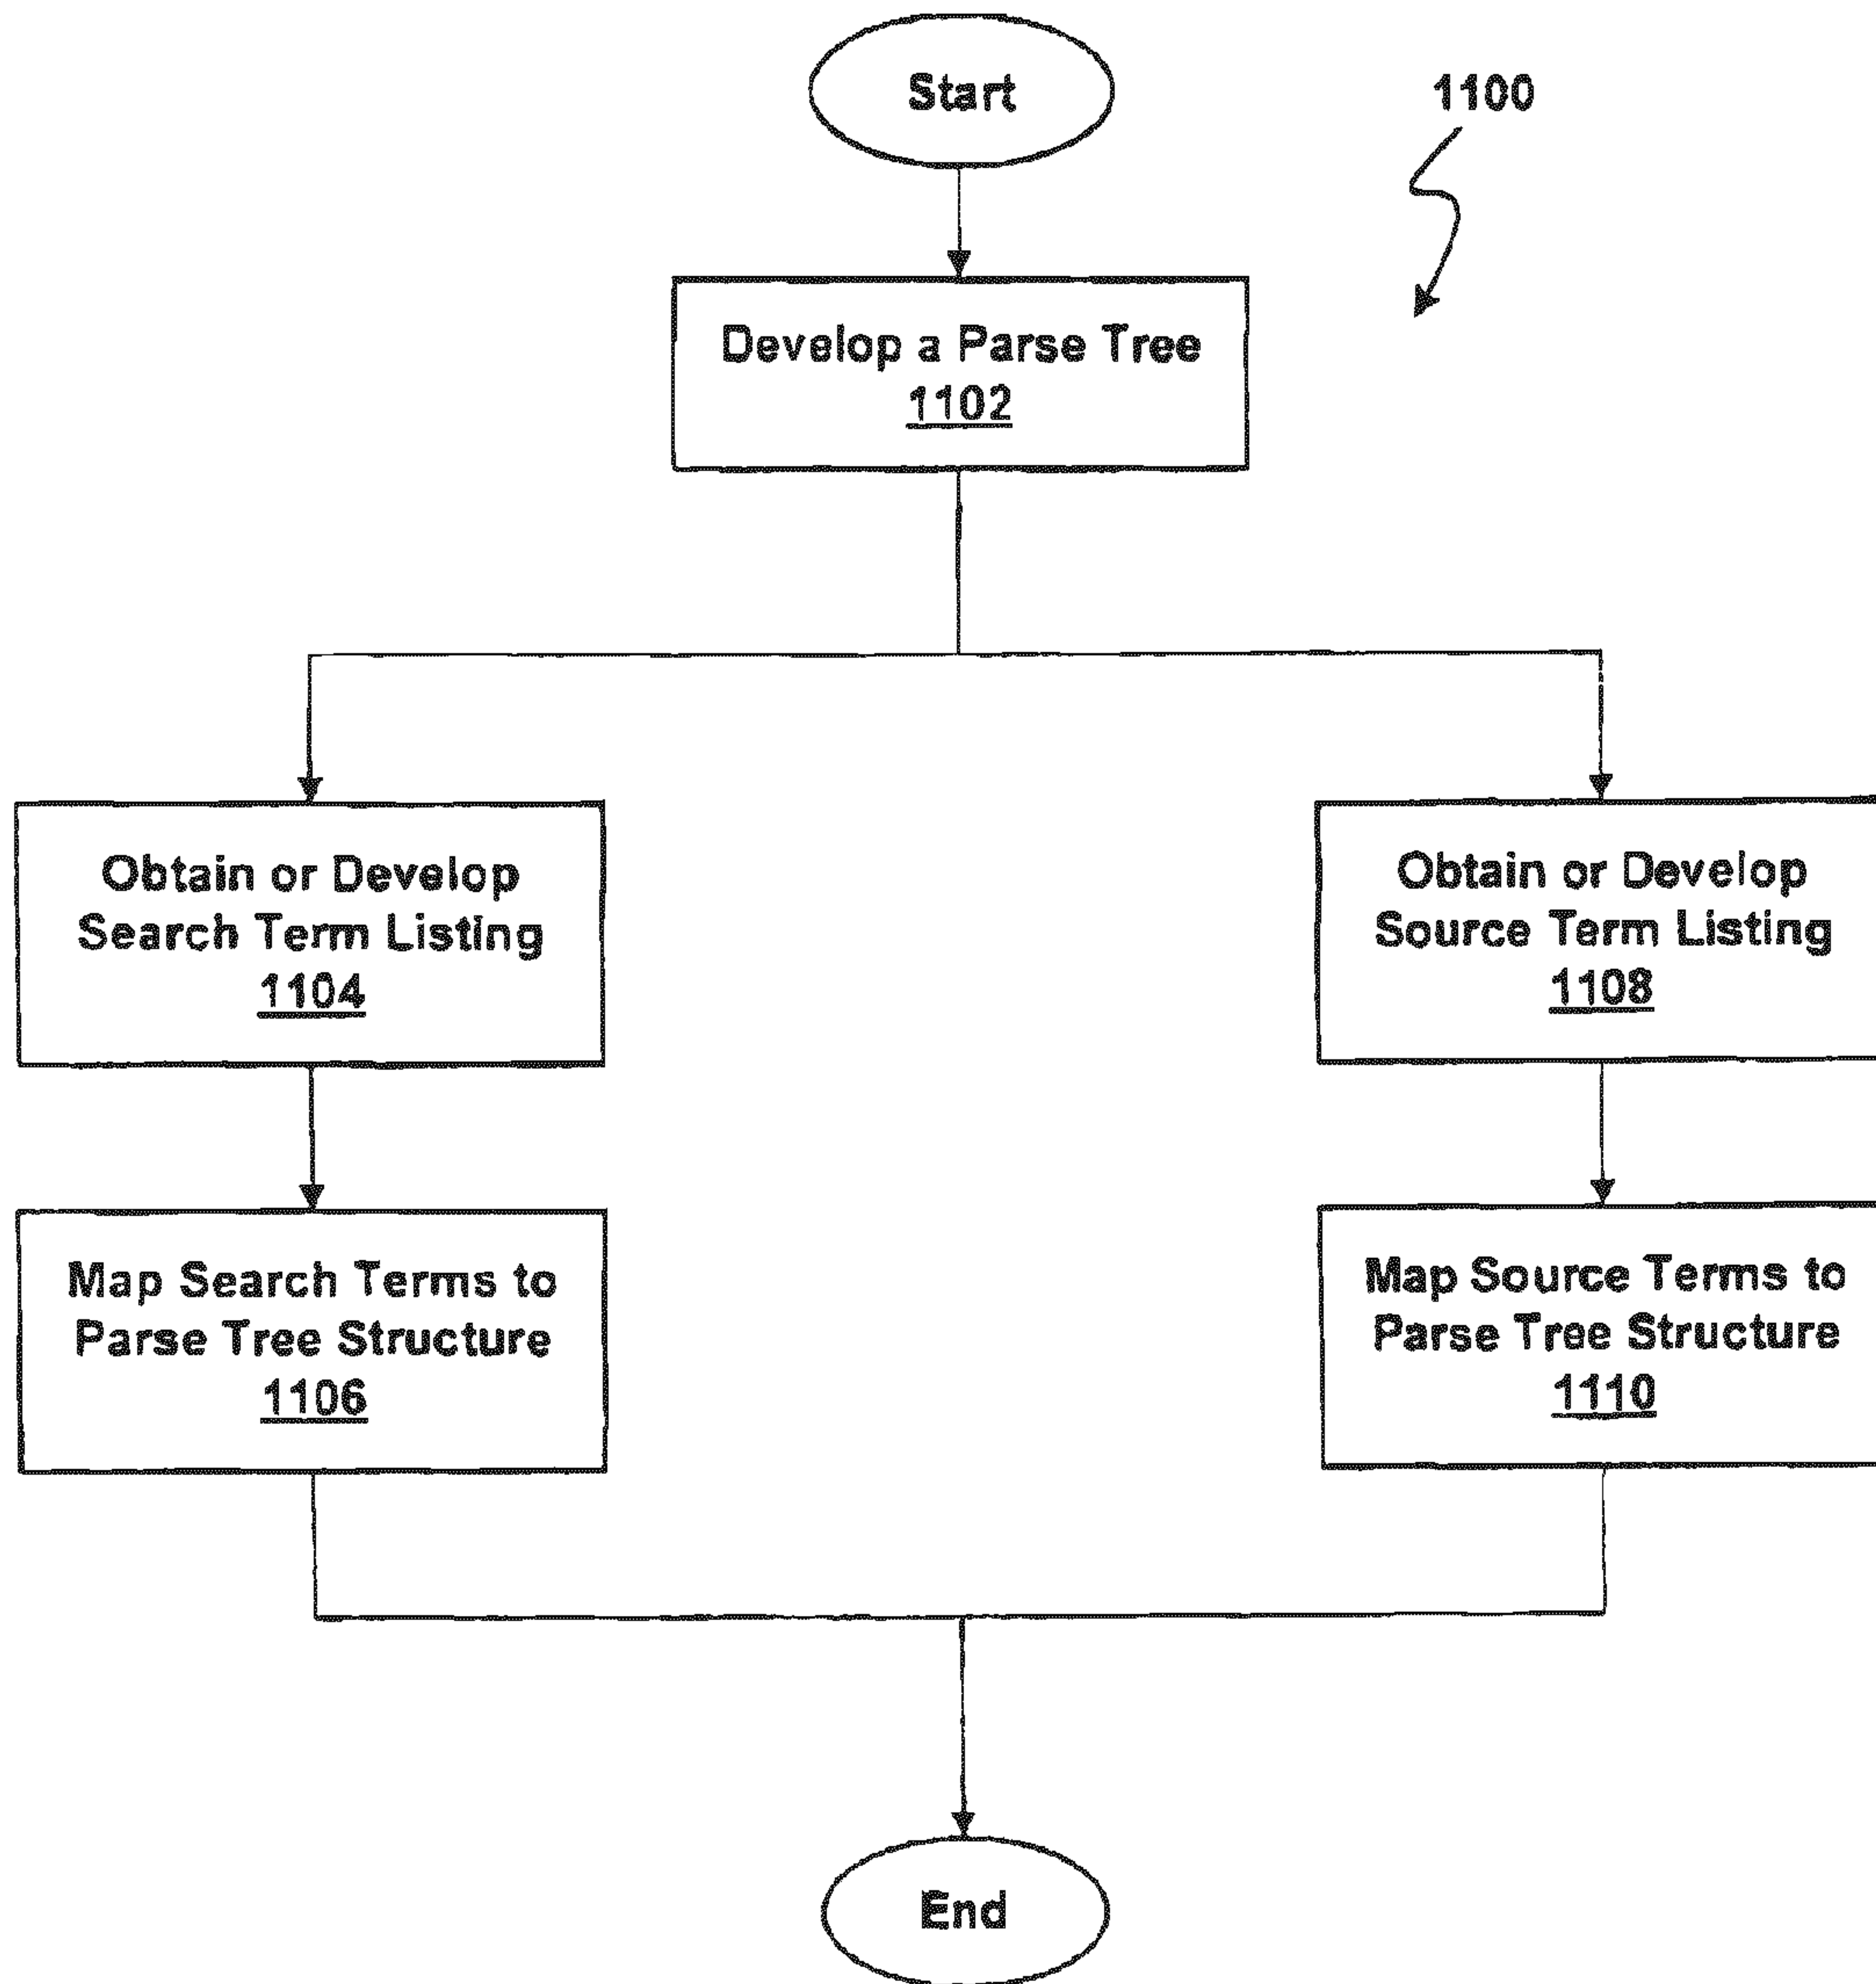 Start
1100
Develop a Parse Tree
1102
Obtain or Develop
Search Term Listing
1104
Obtain or Develop
Source Term Listing
1108
Map Search Terms to
Parse Tree Structure
1106
Map Source Terms to
Parse Tree Structure
1110
End